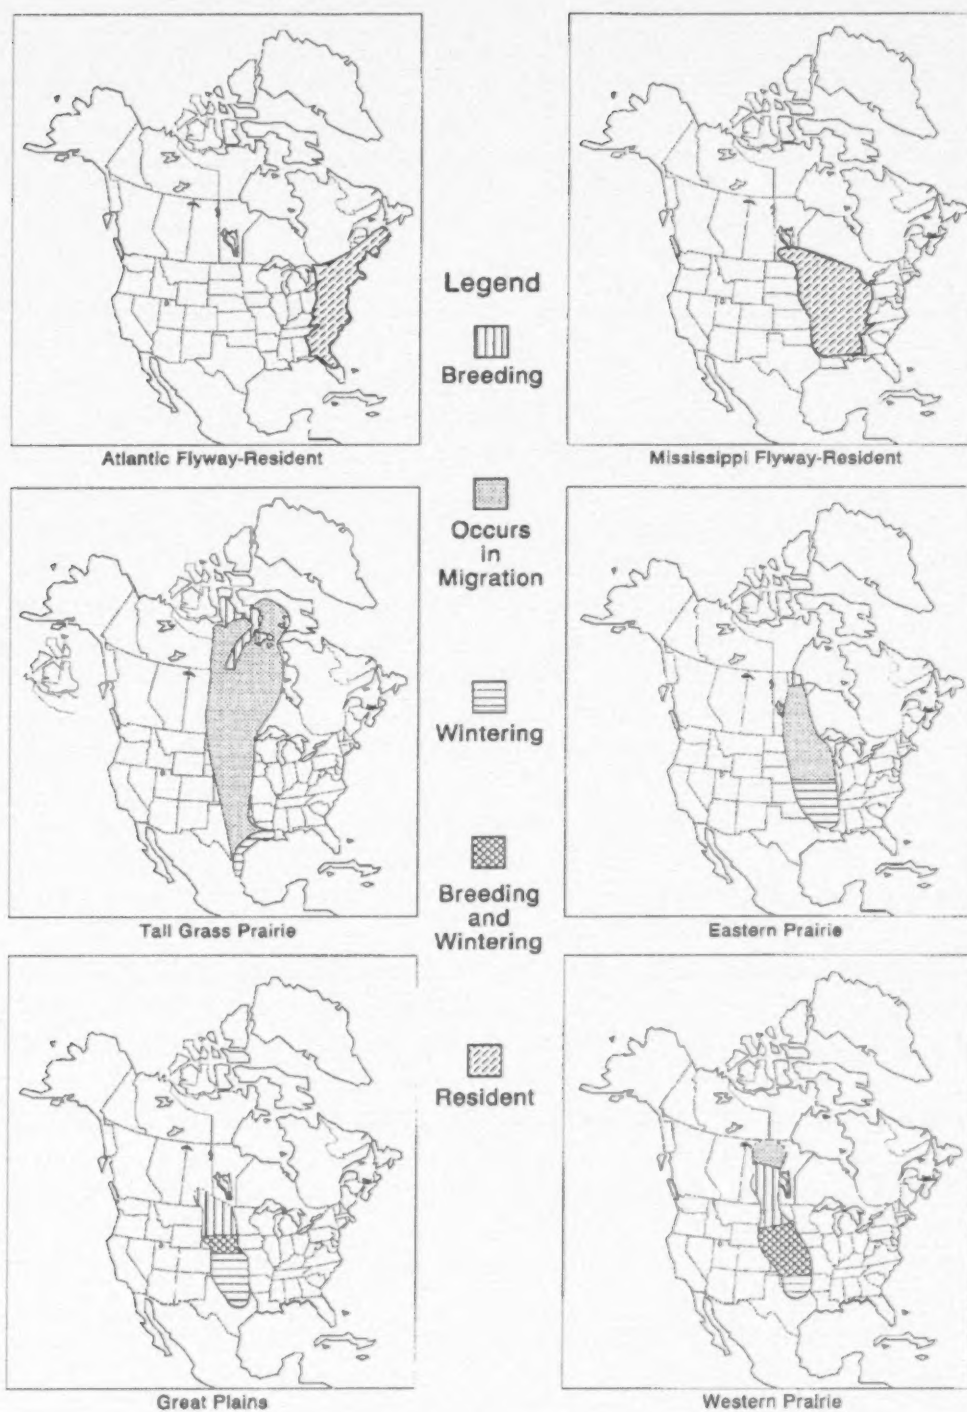 Atlantic Flyway-Resident
Legend
Breeding
Occurs
in
Migration
Wintering
Breeding
and
Wintering
Resident
Mississippi Flyway-Resident
Tall Grass Prairie
Eastern Prairie
Great Plains
Western Prairie